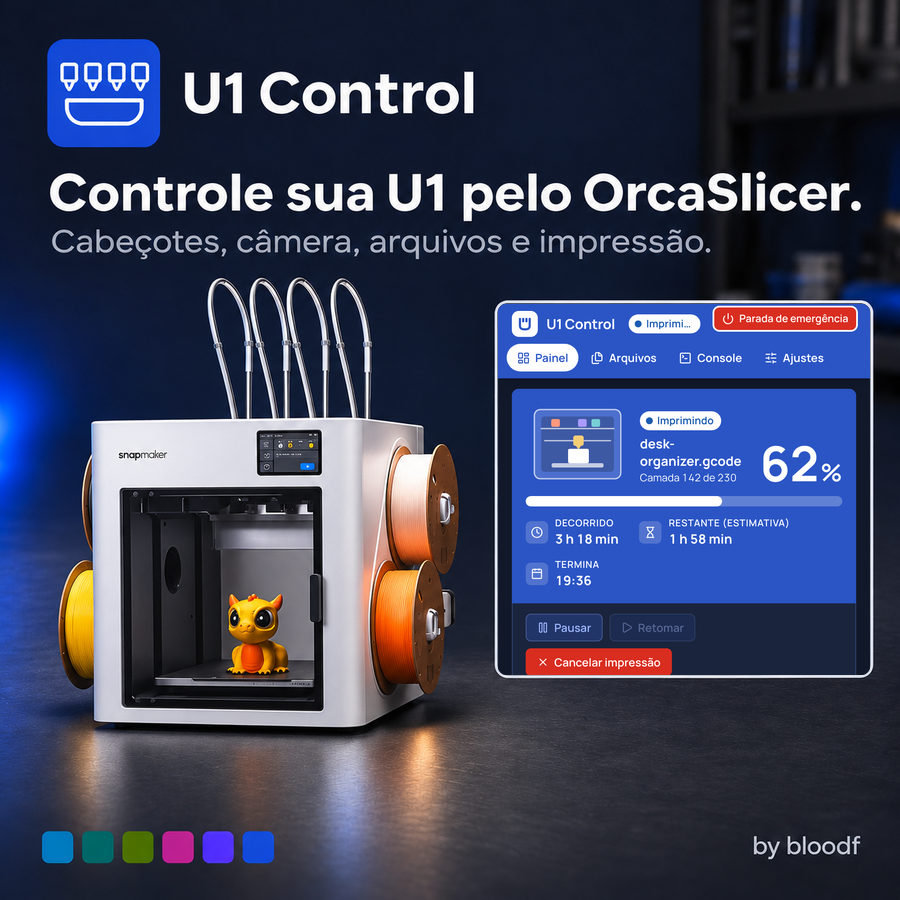 U1 Control
Controle sua U1 pelo OrcaSlicer.
Cabeçotes, câmera, arquivos e impressão.
snapmaker
U1 Control
Imprimi...
Parada de emergência
Painel
Arquivos
Console
Ajustes
Imprimindo
desk-
organizer.gcode
Camada 142 de 230
62%
DECORRIDO
3 h 18 min
RESTANTE (ESTIMATIVA)
1 h 58 min
TERMINA
19:36
Pausar
Retomar
Cancelar impressão
by bloodf